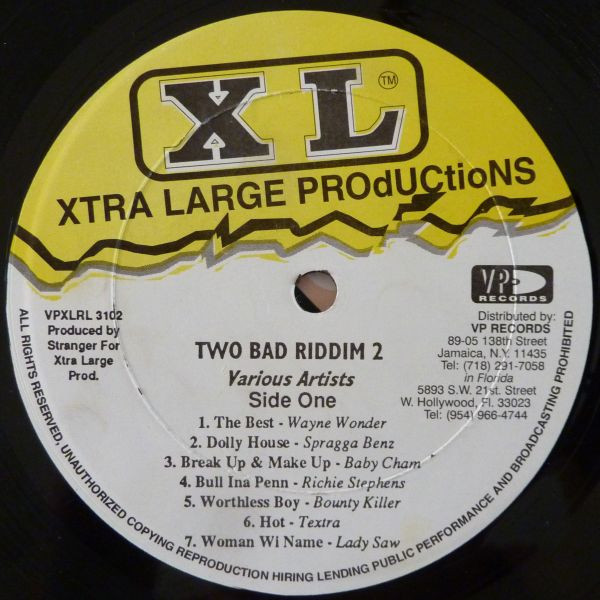 XL TM
XTRA LARGE PROdUCtioNS
VPXLRL 3102
Produced by
Stranger For
Xtra Large
Prod.
VP
RECORDS
Distributed by:
VP RECORDS
89-05 138th Street
Jamaica, N.Y. 11435
Tel: (718) 291-7058
in Florida
5893 S.W. 21st. Street
W. Hollywood, Fl. 33023
Tel: (954) 966-4744
TWO BAD RIDDIM 2
Various Artists
Side One
1. The Best - Wayne Wonder
2. Dolly House - Spragga Benz
3. Break Up & Make Up - Baby Cham
4. Bull Ina Penn - Richie Stephens
5. Worthless Boy - Bounty Killer
6. Hot - Textra
7. Woman Wi Name - Lady Saw
ALL RIGHTS RESERVED, UNAUTHORIZED COPYING REPRODUCTION HIRING LENDING PUBLIC PERFORMANCE AND BROADCASTING PROHIBITED